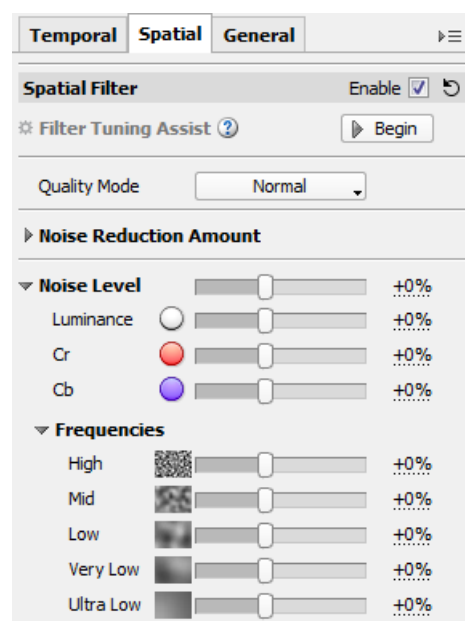 Temporal Spatial General
Spatial Filter Enable
Filter Tuning Assist ? Begin
Quality Mode Normal
Noise Reduction Amount
Noise Level +0%
Luminance +0%
Cr +0%
Cb +0%
Frequencies
High +0%
Mid +0%
Low +0%
Very Low +0%
Ultra Low +0%